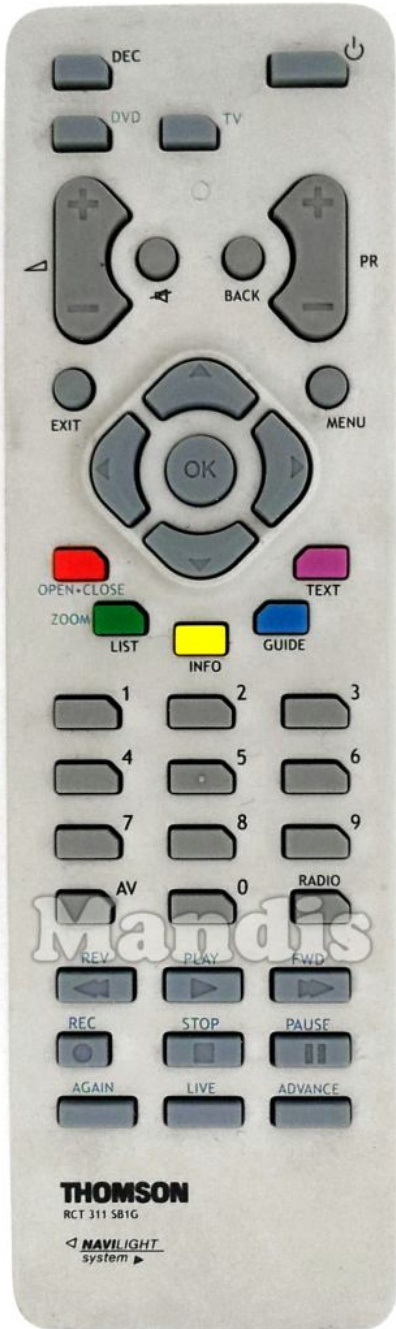 DEC
DVD TV
PR
BACK
EXIT MENU
OK
OPEN•CLOSE TEXT
ZOOM LIST GUIDE
INFO
1 2 3
4 5 6
7 8 9
AV 0 RADIO
Mandis
REV PLAY FWD
REC STOP PAUSE
AGAIN LIVE ADVANCE
THOMSON
RCT 311 SB1G
NAVILIGHT
system